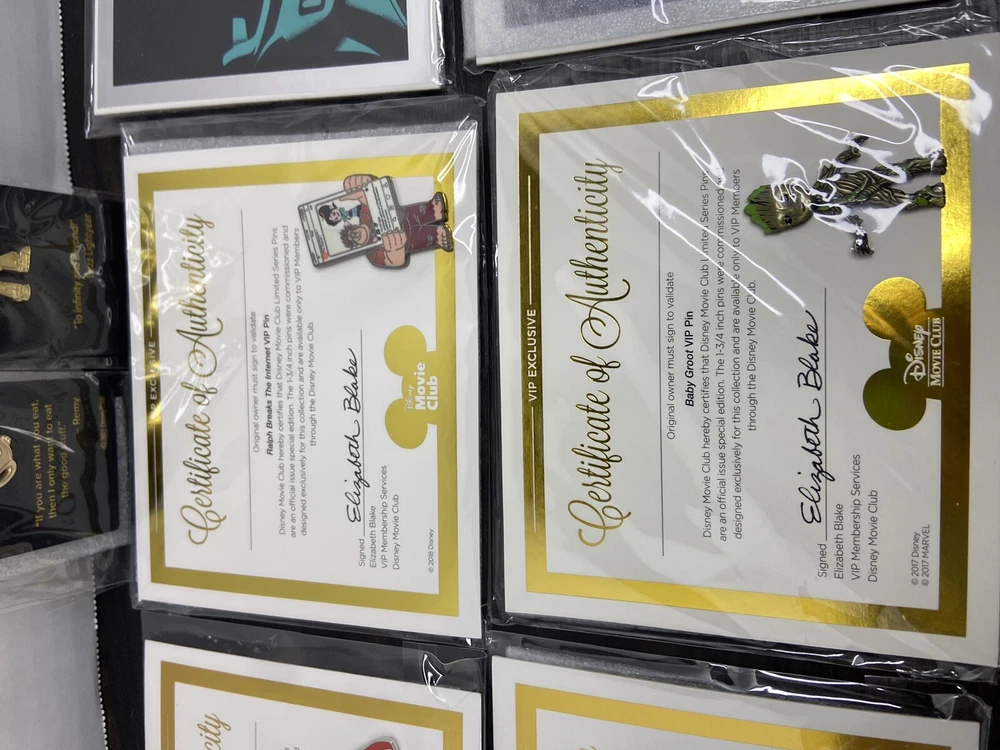 "To infinity and beyond!"
"If you are what you eat,
then I only want to eat
the good stuff."
- Remy
EXCLUSIVE
Certificate of Authenticity
Original owner must sign to validate
Ralph Breaks The Internet VIP Pin
Disney Movie Club hereby certifies that Disney Movie Club Limited Series Pins
are an official issue special edition. The 1-3/4 inch pins were commissioned and
designed exclusively for this collection and are available only to VIP Members
through the Disney Movie Club.
Signed Elizabeth Blake
Elizabeth Blake
VIP Membership Services
Disney Movie Club
© 2018 Disney
Disney
Movie
Club
VIP EXCLUSIVE
Certificate of Authenticity
Original owner must sign to validate
Baby Groot VIP Pin
Disney Movie Club hereby certifies that Disney Movie Club Limited Series Pins
are an official issue special edition. The 1-3/4 inch pins were commissioned
designed exclusively for this collection and are available only to VIP Members
through the Disney Movie Club.
Signed Elizabeth Blake
Elizabeth Blake
VIP Membership Services
Disney Movie Club
© 2017 Disney
© 2017 MARVEL
Disney
MOVIE CLUB
city